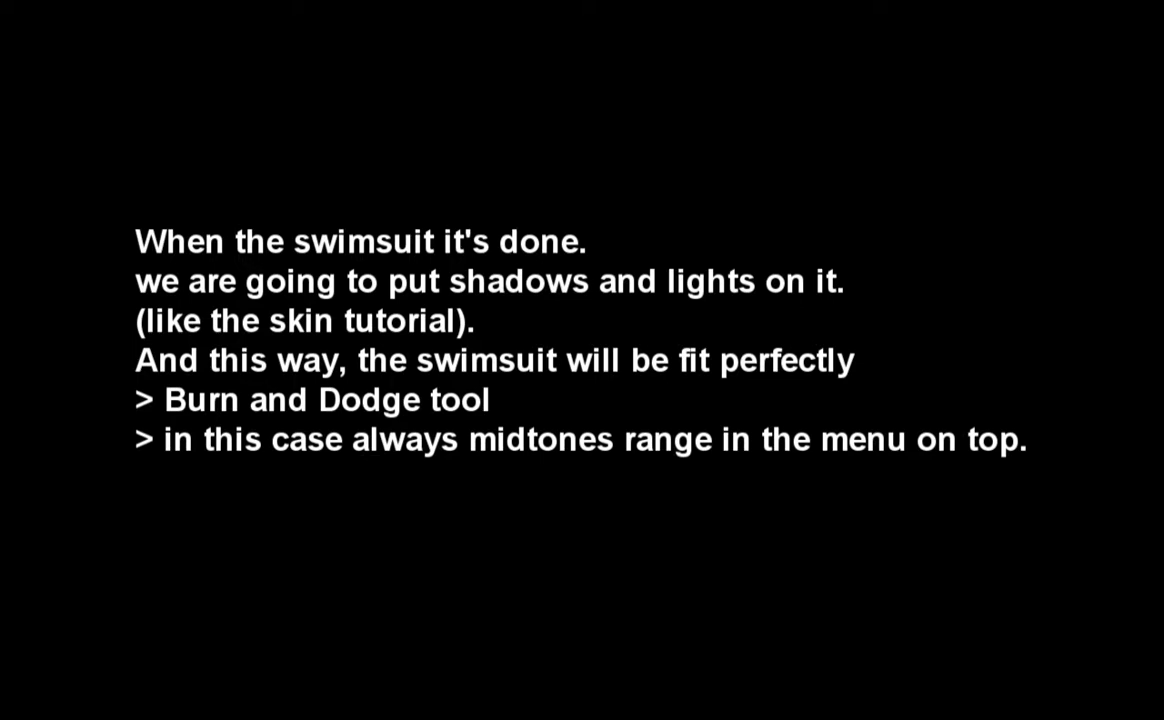 When the swimsuit it's done.
we are going to put shadows and lights on it.
(like the skin tutorial).
And this way, the swimsuit will be fit perfectly
> Burn and Dodge tool
> in this case always midtones range in the menu on top.